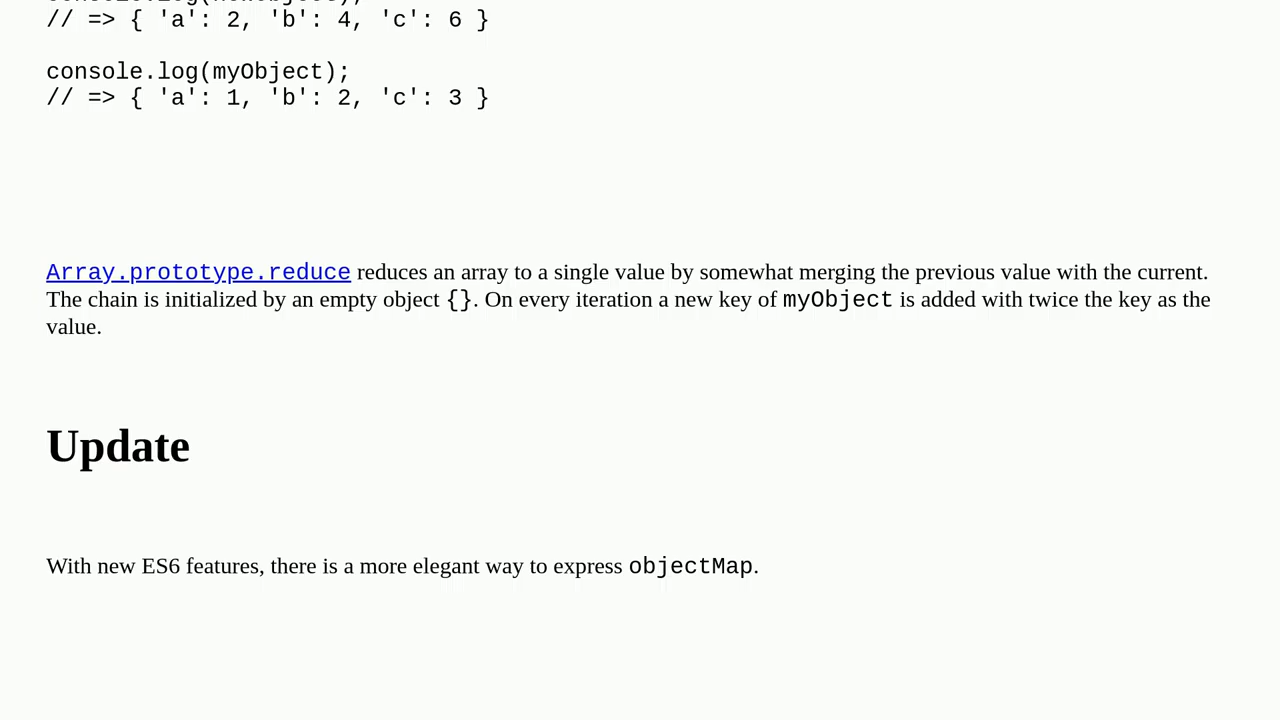 console.log(newObject);
// => { 'a': 2, 'b': 4, 'c': 6 }
console.log(myObject);
// => { 'a': 1, 'b': 2, 'c': 3 }
Array.prototype.reduce reduces an array to a single value by somewhat merging the previous value with the current.
The chain is initialized by an empty object {}. On every iteration a new key of myObject is added with twice the key as the
value.
Update
With new ES6 features, there is a more elegant way to express objectMap.